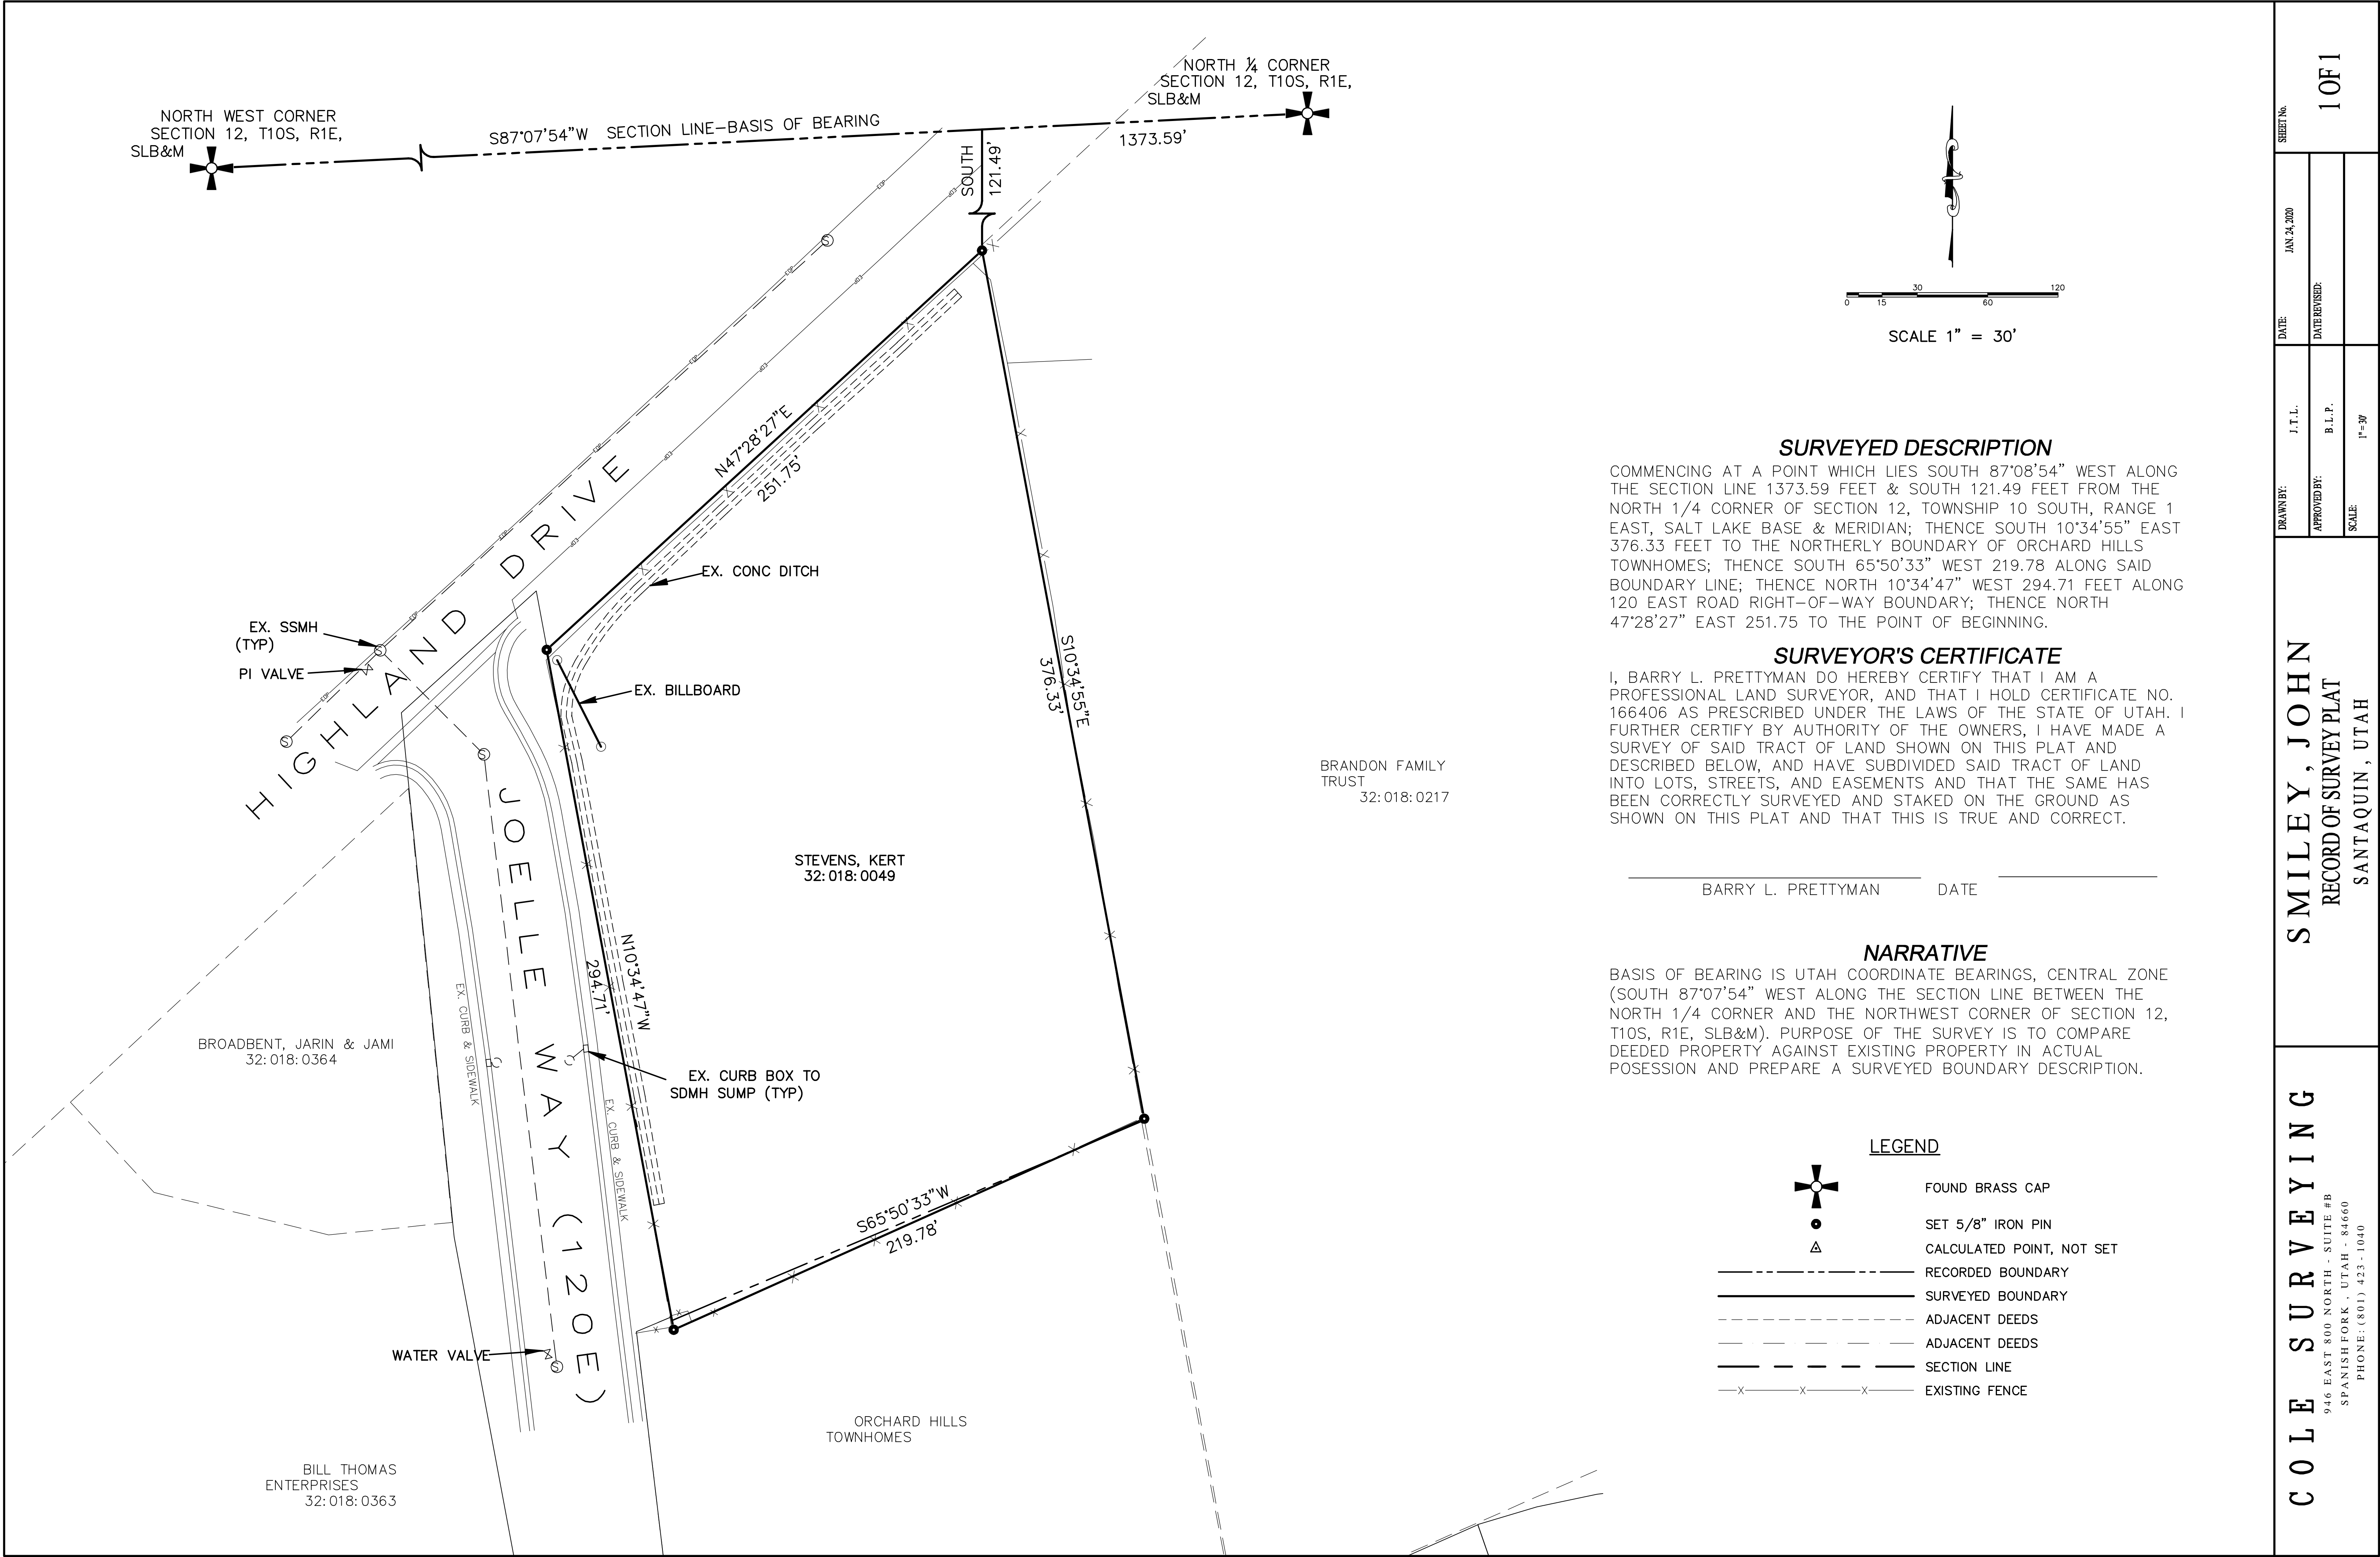 NORTH WEST CORNER
SECTION 12, T10S, R1E,
SLB&M
S87°07'54"W SECTION LINE-BASIS OF BEARING
NORTH ¼ CORNER
SECTION 12, T10S, R1E,
SLB&M
1373.59'
SOUTH
121.49'
N47°28'27"E
251.75'
HIGHLAND DRIVE
EX. CONC DITCH
EX. SSMH
(TYP)
PI VALVE
EX. BILLBOARD
S10°34'55"E
376.33'
BRANDON FAMILY
TRUST
32:018:0217
STEVENS, KERT
32:018:0049
JOELLE WAY (120E)
N10°34'47"W
294.71'
EX. CURB & SIDEWALK
BROADBENT, JARIN & JAMI
32:018:0364
EX. CURB BOX TO
SDMH SUMP (TYP)
EX. CURB & SIDEWALK
S65°50'33"W
219.78'
WATER VALVE
ORCHARD HILLS
TOWNHOMES
BILL THOMAS
ENTERPRISES
32:018:0363
S
S
S
S
S
30
120
0
15
60
SCALE 1" = 30'
SURVEYED DESCRIPTION
COMMENCING AT A POINT WHICH LIES SOUTH 87°08'54" WEST ALONG
THE SECTION LINE 1373.59 FEET & SOUTH 121.49 FEET FROM THE
NORTH 1/4 CORNER OF SECTION 12, TOWNSHIP 10 SOUTH, RANGE 1
EAST, SALT LAKE BASE & MERIDIAN; THENCE SOUTH 10°34'55" EAST
376.33 FEET TO THE NORTHERLY BOUNDARY OF ORCHARD HILLS
TOWNHOMES; THENCE SOUTH 65°50'33" WEST 219.78 ALONG SAID
BOUNDARY LINE; THENCE NORTH 10°34'47" WEST 294.71 FEET ALONG
120 EAST ROAD RIGHT-OF-WAY BOUNDARY; THENCE NORTH
47°28'27" EAST 251.75 TO THE POINT OF BEGINNING.
SURVEYOR'S CERTIFICATE
I, BARRY L. PRETTYMAN DO HEREBY CERTIFY THAT I AM A
PROFESSIONAL LAND SURVEYOR, AND THAT I HOLD CERTIFICATE NO.
166406 AS PRESCRIBED UNDER THE LAWS OF THE STATE OF UTAH. I
FURTHER CERTIFY BY AUTHORITY OF THE OWNERS, I HAVE MADE A
SURVEY OF SAID TRACT OF LAND SHOWN ON THIS PLAT AND
DESCRIBED BELOW, AND HAVE SUBDIVIDED SAID TRACT OF LAND
INTO LOTS, STREETS, AND EASEMENTS AND THAT THE SAME HAS
BEEN CORRECTLY SURVEYED AND STAKED ON THE GROUND AS
SHOWN ON THIS PLAT AND THAT THIS IS TRUE AND CORRECT.
BARRY L. PRETTYMAN DATE
NARRATIVE
BASIS OF BEARING IS UTAH COORDINATE BEARINGS, CENTRAL ZONE
(SOUTH 87°07'54" WEST ALONG THE SECTION LINE BETWEEN THE
NORTH 1/4 CORNER AND THE NORTHWEST CORNER OF SECTION 12,
T10S, R1E, SLB&M). PURPOSE OF THE SURVEY IS TO COMPARE
DEEDED PROPERTY AGAINST EXISTING PROPERTY IN ACTUAL
POSESSION AND PREPARE A SURVEYED BOUNDARY DESCRIPTION.
LEGEND
FOUND BRASS CAP
SET 5/8" IRON PIN
CALCULATED POINT, NOT SET
RECORDED BOUNDARY
SURVEYED BOUNDARY
ADJACENT DEEDS
ADJACENT DEEDS
SECTION LINE
EXISTING FENCE
SHEET No.
1 OF 1
DATE: JAN. 24, 2020
DATE REVISED:
DRAWN BY: J.T.L.
APPROVED BY: B.L.P.
SCALE: 1" = 30'
SMILEY, JOHN
RECORD OF SURVEY PLAT
SANTAQUIN, UTAH
COLE SURVEYING
946 EAST 800 NORTH - SUITE #B
SPANISH FORK, UTAH - 84660
PHONE: (801) 423-1040